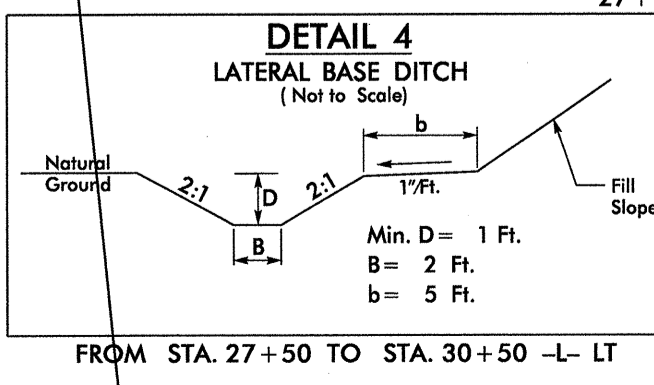 27+
DETAIL 4
LATERAL BASE DITCH
( Not to Scale)
b
Natural
Ground
2:1
D
2:1
1"/Ft.
Fill
Slope
B
Min. D= 1 Ft.
B= 2 Ft.
b= 5 Ft.
FROM STA. 27+50 TO STA. 30+50 -L- LT